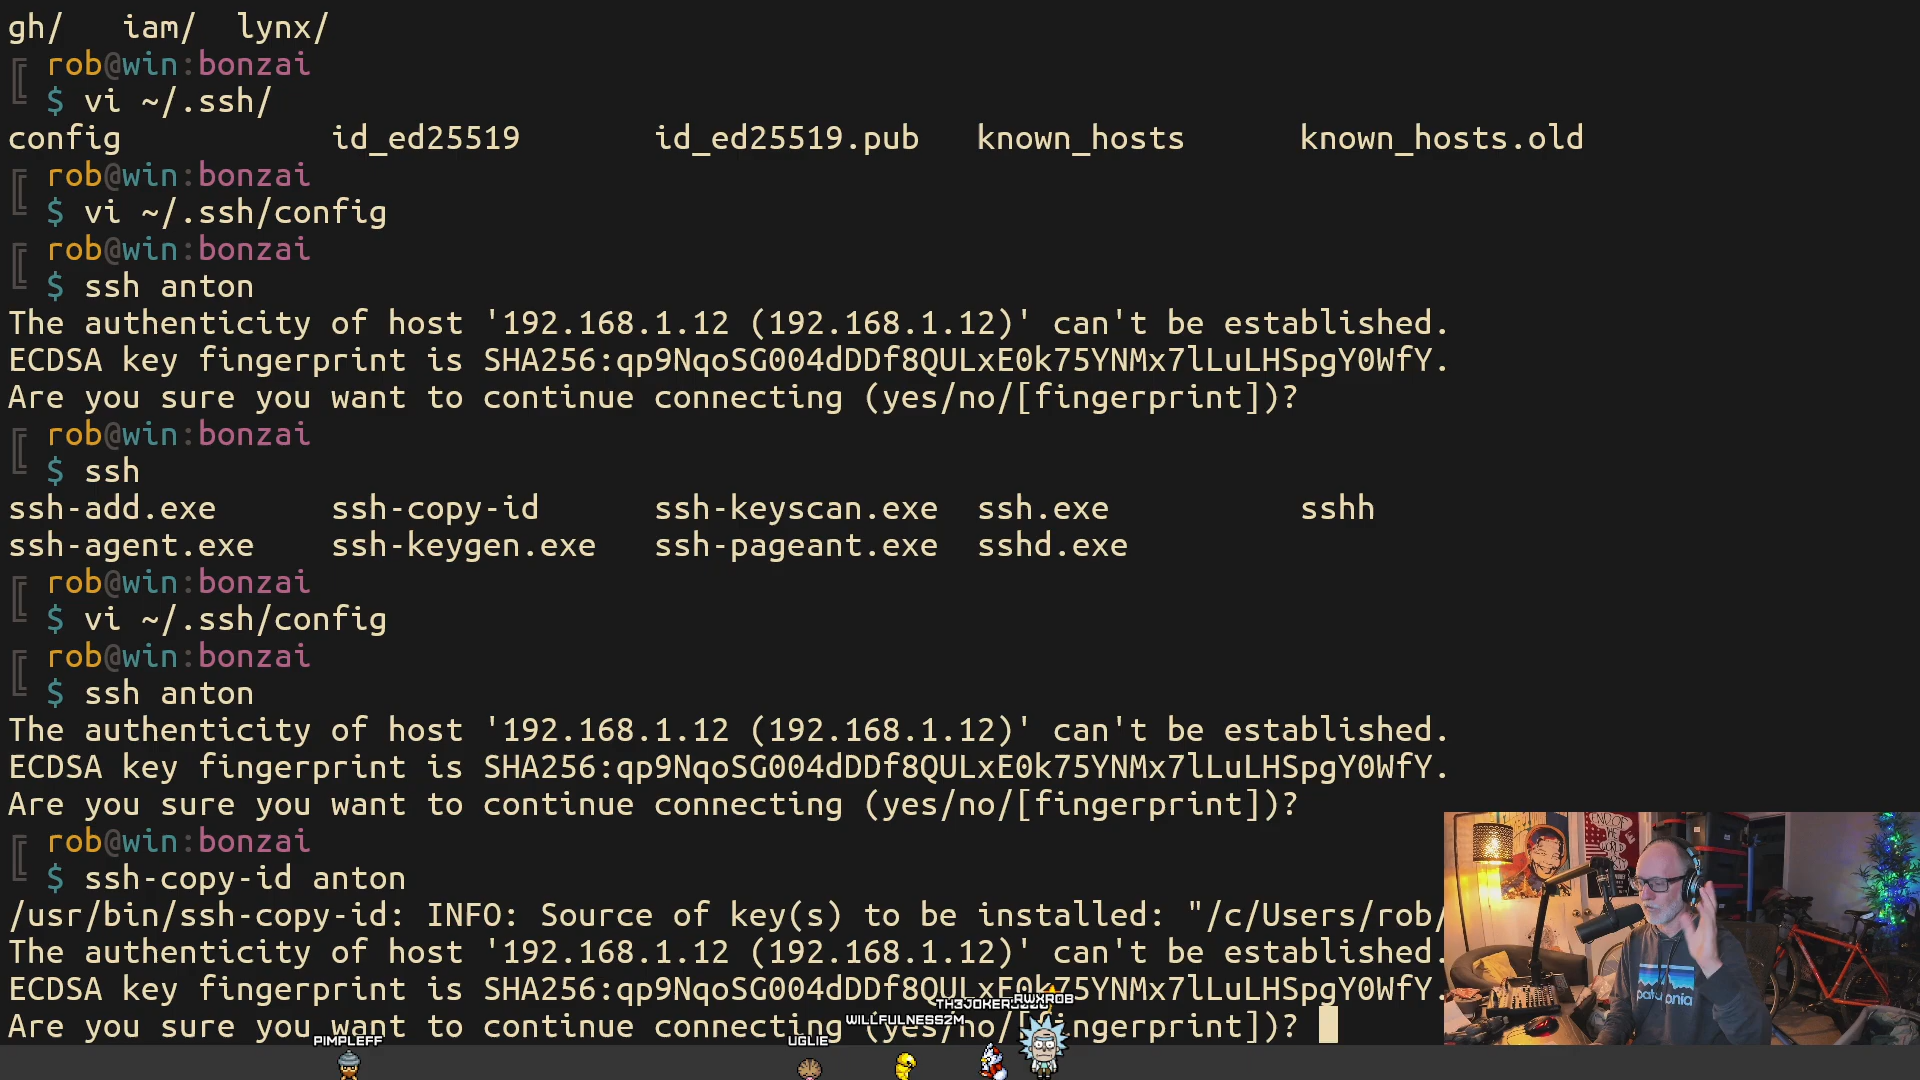 gh/   iam/  lynx/
rob@win:bonzai
$ vi ~/.ssh/
config           id_ed25519       id_ed25519.pub   known_hosts      known_hosts.old
rob@win:bonzai
$ vi ~/.ssh/config
rob@win:bonzai
$ ssh anton
The authenticity of host '192.168.1.12 (192.168.1.12)' can't be established.
ECDSA key fingerprint is SHA256:qp9NqoSG004dDDf8QULxE0k75YNMx7lLuLHSpgY0WfY.
Are you sure you want to continue connecting (yes/no/[fingerprint])?
rob@win:bonzai
$ ssh
ssh-add.exe      ssh-copy-id      ssh-keyscan.exe  ssh.exe          sshh
ssh-agent.exe    ssh-keygen.exe   ssh-pageant.exe  sshd.exe
rob@win:bonzai
$ vi ~/.ssh/config
rob@win:bonzai
$ ssh anton
The authenticity of host '192.168.1.12 (192.168.1.12)' can't be established.
ECDSA key fingerprint is SHA256:qp9NqoSG004dDDf8QULxE0k75YNMx7lLuLHSpgY0WfY.
Are you sure you want to continue connecting (yes/no/[fingerprint])?
rob@win:bonzai
$ ssh-copy-id anton
/usr/bin/ssh-copy-id: INFO: Source of key(s) to be installed: "/c/Users/rob/
The authenticity of host '192.168.1.12 (192.168.1.12)' can't be established.
ECDSA key fingerprint is SHA256:qp9NqoSG004dDDf8QULxE0k75YNMx7lLuLHSpgY0WfY.
Are you sure you want to continue connecting (yes/no/[fingerprint])?
RWXROB
WILLFULNESS2M
PIMPLEFF
UGLIE
END OF
patagonia